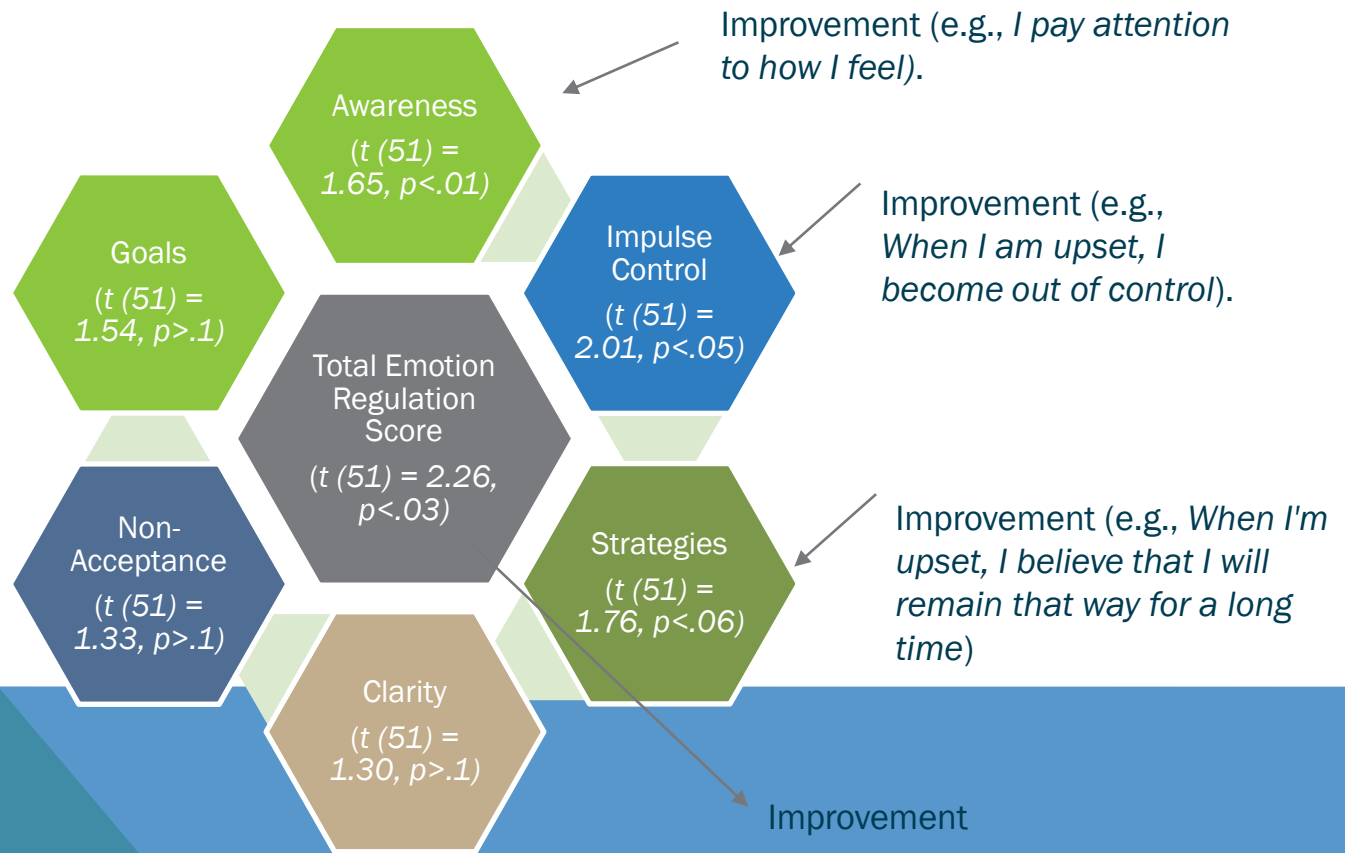 Improvement (e.g., I pay attention
to how I feel).
Awareness
(t (51) =
1.65, p<.01)
Improvement (e.g.,
When I am upset, I
become out of control).
Impulse
Control
(t (51) =
2.01, p<.05)
Goals
(t (51) =
1.54, p>.1)
Total Emotion
Regulation
Score
(t (51) = 2.26,
p<.03)
Improvement (e.g., When I'm
upset, I believe that I will
remain that way for a long
time)
Strategies
(t (51) =
1.76, p<.06)
Non-
Acceptance
(t (51) =
1.33, p>.1)
Clarity
(t (51) =
1.30, p>.1)
Improvement